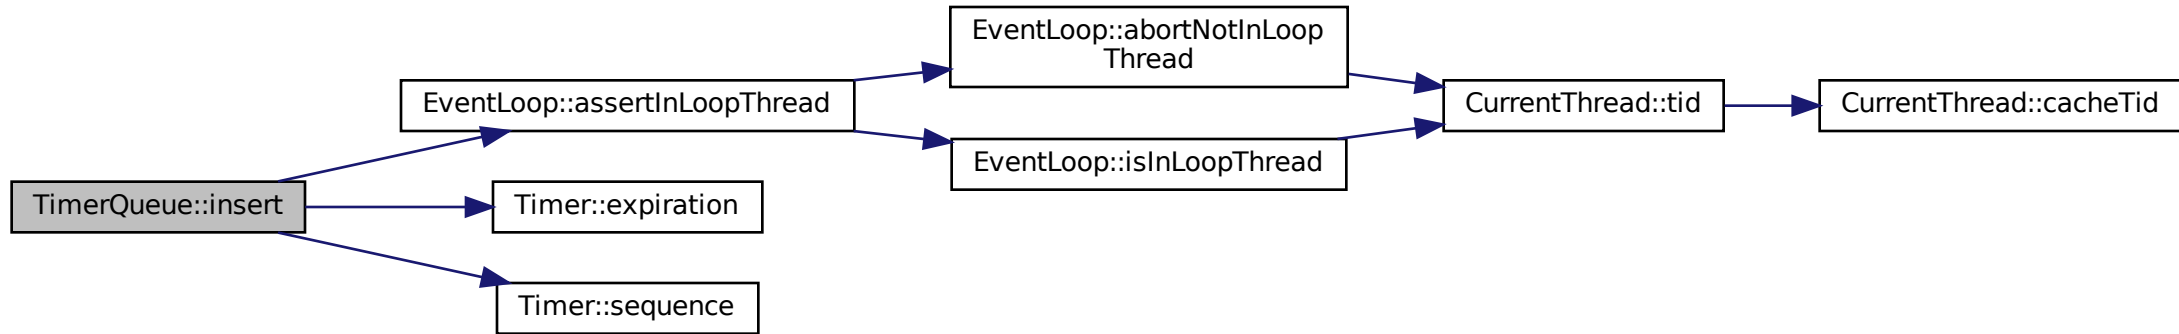 EventLoop::abortNotInLoop
Thread
EventLoop::assertInLoopThread
CurrentThread::tid
CurrentThread::cacheTid
EventLoop::isInLoopThread
TimerQueue::insert
Timer::expiration
Timer::sequence